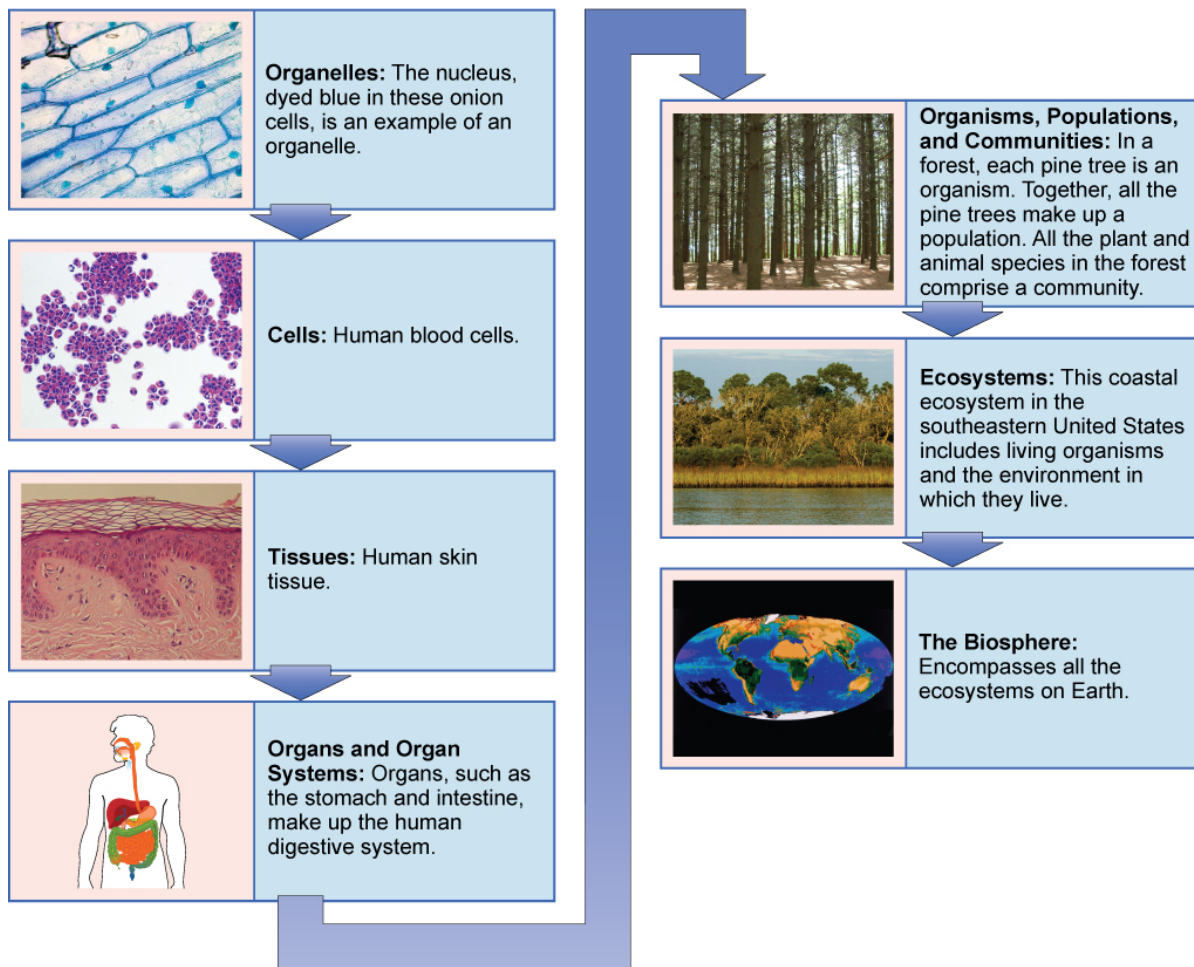 Organelles: The nucleus,
dyed blue in these onion
cells, is an example of an
organelle.
Cells: Human blood cells.
Tissues: Human skin
tissue.
Organs and Organ
Systems: Organs, such as
the stomach and intestine,
make up the human
digestive system.
Organisms, Populations,
and Communities: In a
forest, each pine tree is an
organism. Together, all the
pine trees make up a
population. All the plant and
animal species in the forest
comprise a community.
Ecosystems: This coastal
ecosystem in the
southeastern United States
includes living organisms
and the environment in
which they live.
The Biosphere:
Encompasses all the
ecosystems on Earth.